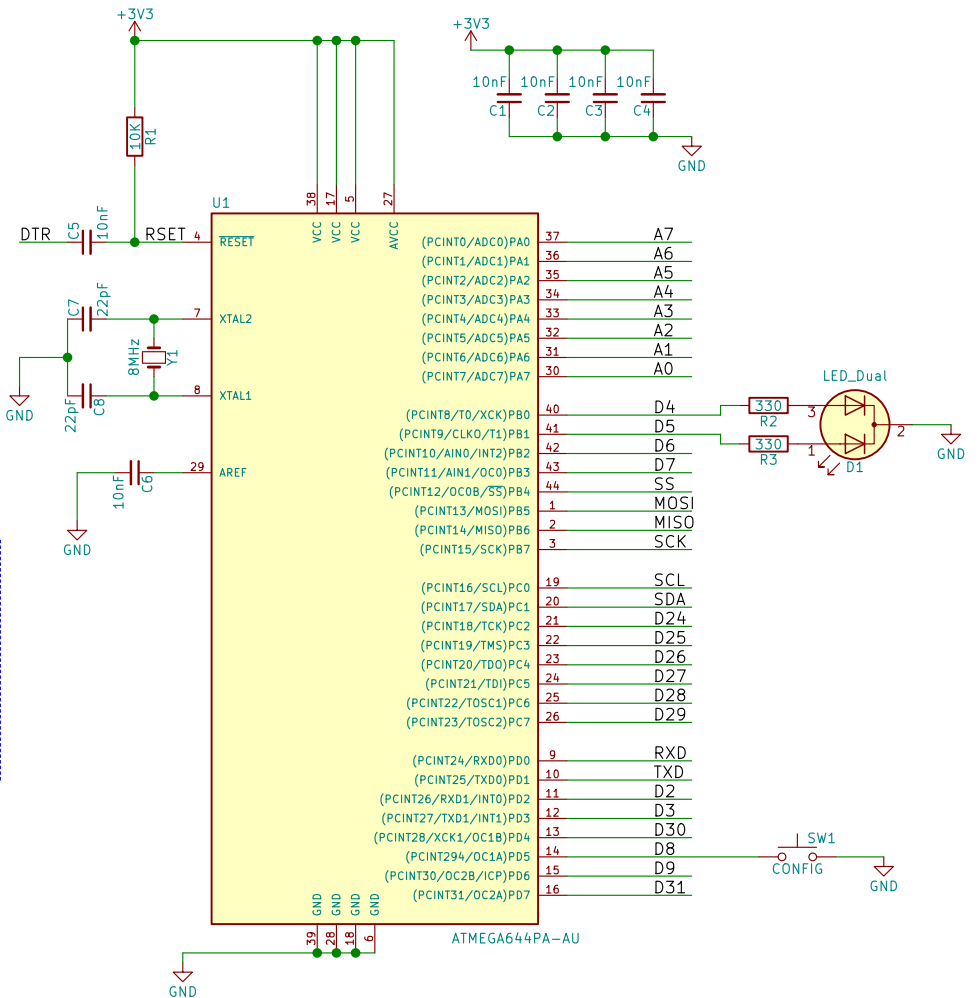 +3V3
+3V3
10nF 10nF 10nF 10nF
C1 C2 C3 C4
GND
10K
R1
U1
38 17 5 27
VCC VCC VCC AVCC
DTR
C5
10nF
RSET 4 RESET
C7
22pF
7 XTAL2
8MHz
Y1
GND
22pF
C8
8 XTAL1
10nF
C6
29 AREF
GND
(PCINT0/ADC0)PA0 37 A7
(PCINT1/ADC1)PA1 36 A6
(PCINT2/ADC2)PA2 35 A5
(PCINT3/ADC3)PA3 34 A4
(PCINT4/ADC4)PA4 33 A3
(PCINT5/ADC5)PA5 32 A2
(PCINT6/ADC6)PA6 31 A1
(PCINT7/ADC7)PA7 30 A0
(PCINT8/T0/XCK)PB0 40 D4
(PCINT9/CLKO/T1)PB1 41 D5
(PCINT10/AIN0/INT2)PB2 42 D6
(PCINT11/AIN1/OC0)PB3 43 D7
(PCINT12/OC0B/SS)PB4 44 SS
(PCINT13/MOSI)PB5 1 MOSI
(PCINT14/MISO)PB6 2 MISO
(PCINT15/SCK)PB7 3 SCK
LED_Dual
330
R2
3
330
R3
1
2
D1
GND
(PCINT16/SCL)PC0 19 SCL
(PCINT17/SDA)PC1 20 SDA
(PCINT18/TCK)PC2 21 D24
(PCINT19/TMS)PC3 22 D25
(PCINT20/TDO)PC4 23 D26
(PCINT21/TDI)PC5 24 D27
(PCINT22/TOSC1)PC6 25 D28
(PCINT23/TOSC2)PC7 26 D29
(PCINT24/RXD0)PD0 9 RXD
(PCINT25/TXD0)PD1 10 TXD
(PCINT26/RXD1/INT0)PD2 11 D2
(PCINT27/TXD1/INT1)PD3 12 D3
(PCINT28/XCK1/OC1B)PD4 13 D30
(PCINT294/OC1A)PD5 14 D8
(PCINT30/OC2B/ICP)PD6 15 D9
(PCINT31/OC2A)PD7 16 D31
SW1
CONFIG
GND
GND GND GND GND
39 28 18 6
ATMEGA644PA-AU
GND